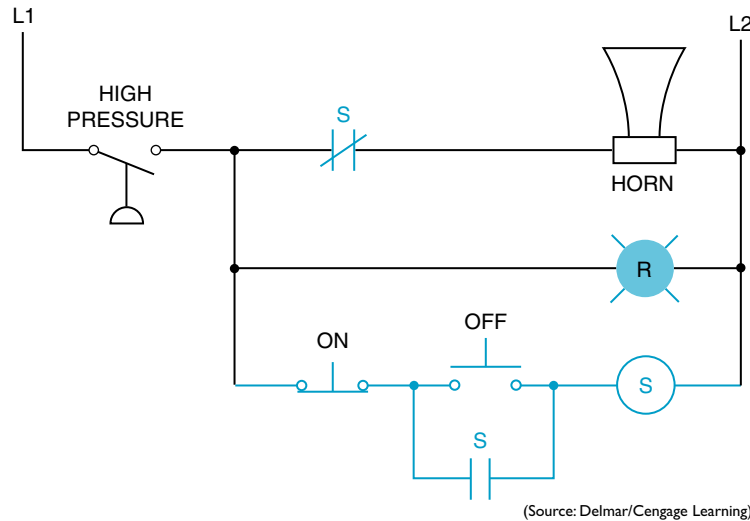 L1
L2
HIGH
PRESSURE
S
HORN
R
ON
OFF
S
S
(Source: Delmar/Cengage Learning)